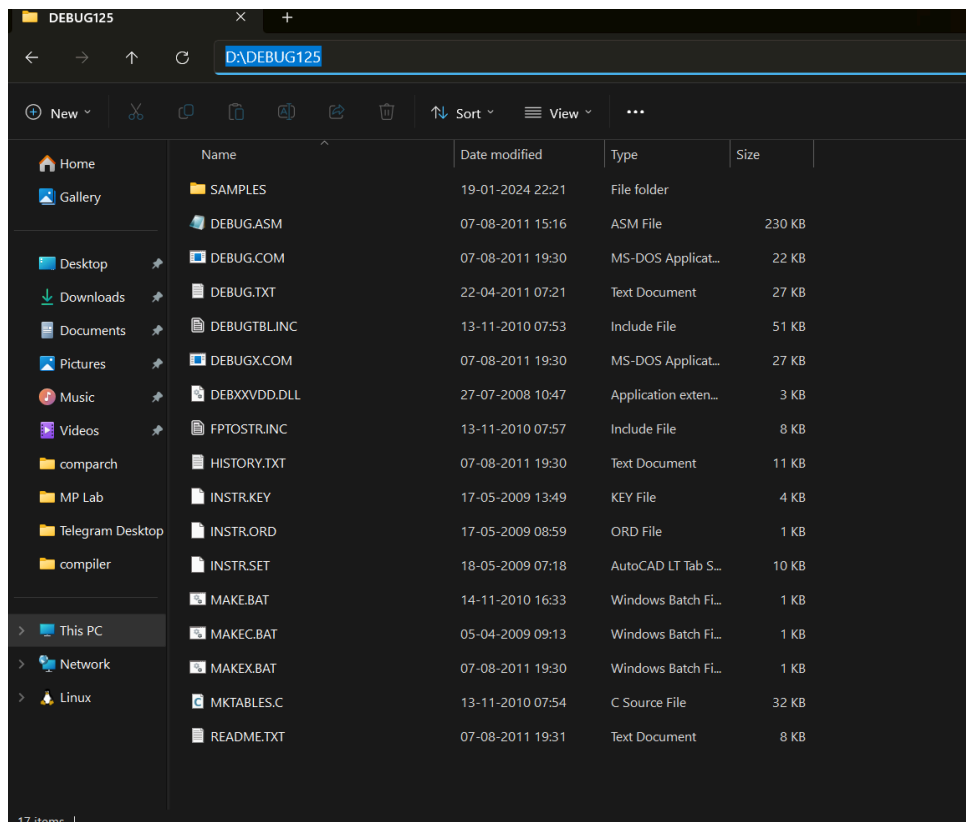 DEBUG125
D:\DEBUG125
New Sort View
Name Date modified Type Size
Home
Gallery
Desktop
Downloads
Documents
Pictures
Music
Videos
comparch
MP Lab
Telegram Desktop
compiler
This PC
Network
Linux
SAMPLES 19-01-2024 22:21 File folder
DEBUG.ASM 07-08-2011 15:16 ASM File 230 KB
DEBUG.COM 07-08-2011 19:30 MS-DOS Applicat... 22 KB
DEBUG.TXT 22-04-2011 07:21 Text Document 27 KB
DEBUGTBL.INC 13-11-2010 07:53 Include File 51 KB
DEBUGX.COM 07-08-2011 19:30 MS-DOS Applicat... 27 KB
DEBXXVDD.DLL 27-07-2008 10:47 Application exten... 3 KB
FPTOSTR.INC 13-11-2010 07:57 Include File 8 KB
HISTORY.TXT 07-08-2011 19:30 Text Document 11 KB
INSTR.KEY 17-05-2009 13:49 KEY File 4 KB
INSTR.ORD 17-05-2009 08:59 ORD File 1 KB
INSTR.SET 18-05-2009 07:18 AutoCAD LT Tab S... 10 KB
MAKE.BAT 14-11-2010 16:33 Windows Batch Fi... 1 KB
MAKEC.BAT 05-04-2009 09:13 Windows Batch Fi... 1 KB
MAKEX.BAT 07-08-2011 19:30 Windows Batch Fi... 1 KB
MKTABLES.C 13-11-2010 07:54 C Source File 32 KB
README.TXT 07-08-2011 19:31 Text Document 8 KB
17 items